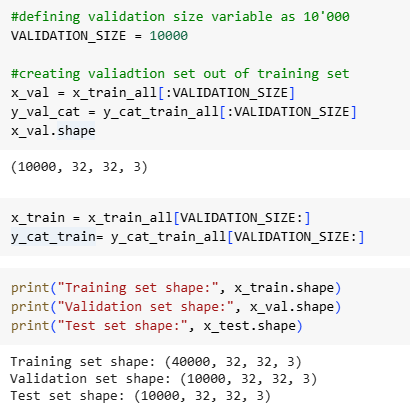 #defining validation size variable as 10'000
VALIDATION_SIZE = 10000
#creating valiadtion set out of training set
x_val = x_train_all[:VALIDATION_SIZE]
y_val_cat = y_cat_train_all[:VALIDATION_SIZE]
x_val.shape
(10000, 32, 32, 3)
x_train = x_train_all[VALIDATION_SIZE:]
y_cat_train= y_cat_train_all[VALIDATION_SIZE:]
print("Training set shape:", x_train.shape)
print("Validation set shape:", x_val.shape)
print("Test set shape:", x_test.shape)
Training set shape: (40000, 32, 32, 3)
Validation set shape: (10000, 32, 32, 3)
Test set shape: (10000, 32, 32, 3)